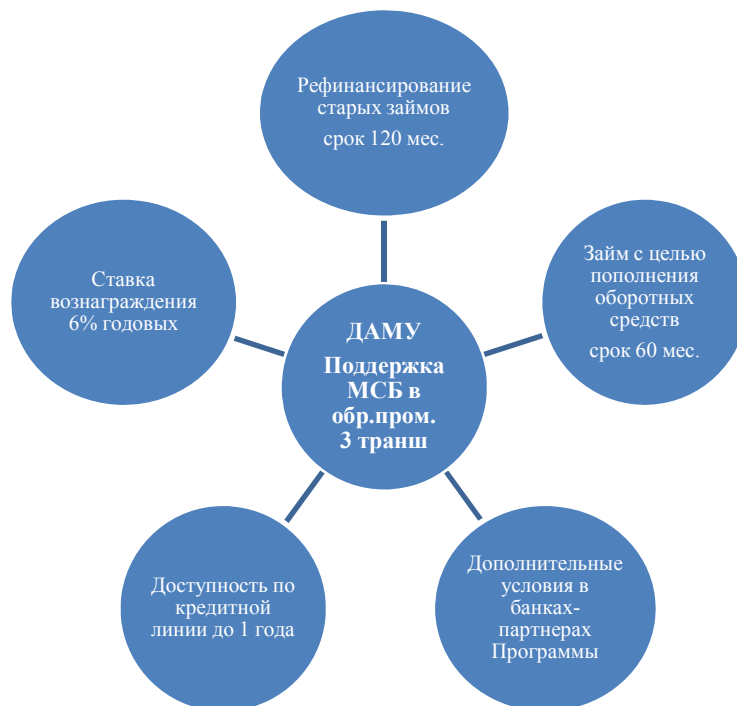 Рефинансирование
старых займов
срок 120 мес.
Займ с целью
пополнения
оборотных
средств
срок 60 мес.
Ставка
вознаграждения
6% годовых
ДАМУ
Поддержка
МСБ в
обр.пром.
3 транш
Доступность по
кредитной
линии до 1 года
Дополнительные
условия в
банках-
партнерах
Программы